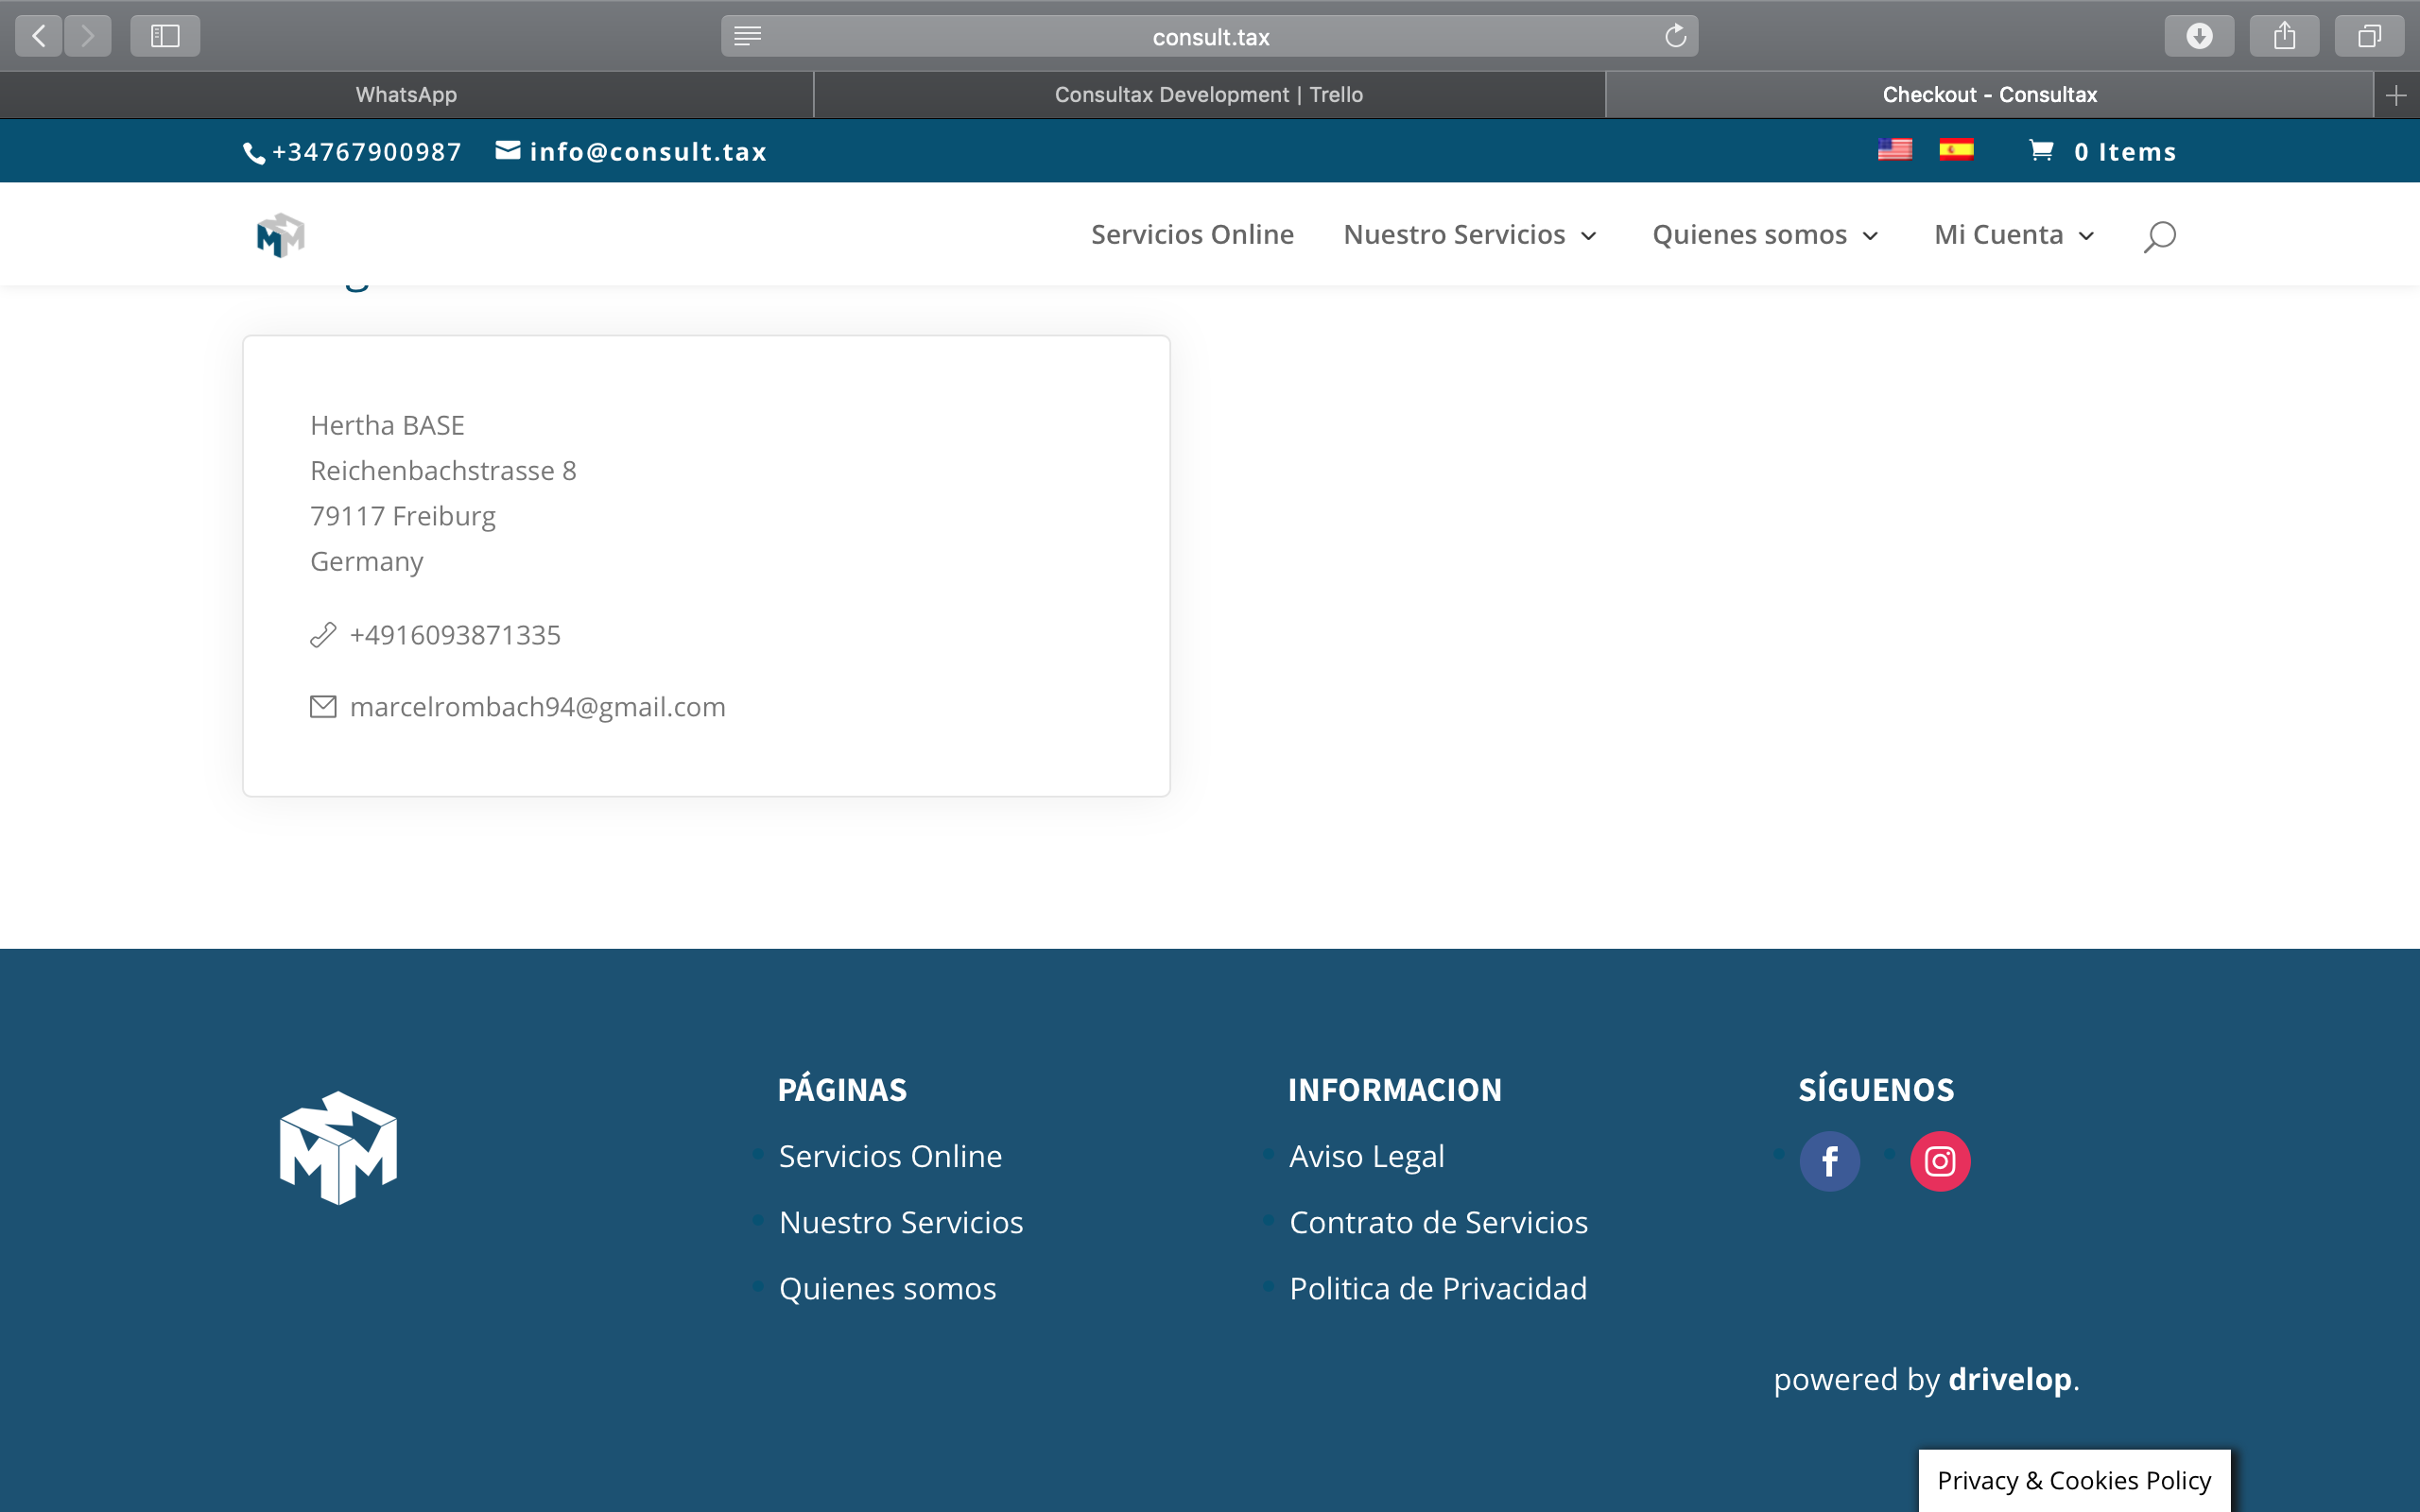 consult.tax
WhatsApp
Consultax Development | Trello
Checkout - Consultax
+34767900987 info@consult.tax 0 Items
Servicios Online Nuestro Servicios Quienes somos Mi Cuenta
Hertha BASE
Reichenbachstrasse 8
79117 Freiburg
Germany
+4916093871335
marcelrombach94@gmail.com
PÁGINAS
Servicios Online
Nuestro Servicios
Quienes somos
INFORMACION
Aviso Legal
Contrato de Servicios
Politica de Privacidad
SÍGUENOS
powered by drivelop.
Privacy & Cookies Policy